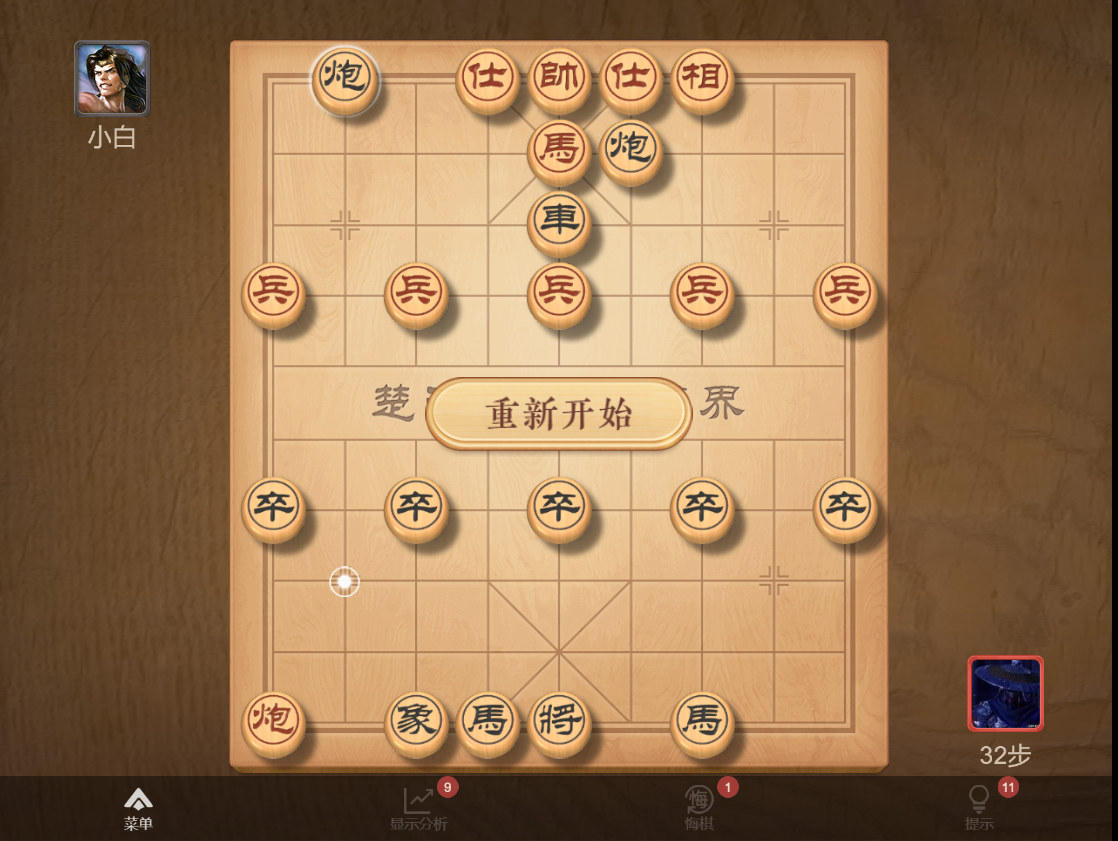 炮 仕 帥 仕 相
小白
馬 炮
車
兵 兵 兵 兵 兵
楚 界
重新开始
卒 卒 卒 卒 卒
炮 象 馬 將 馬
32步
菜单 显示分析 9 悔 悔棋 1 提示 11